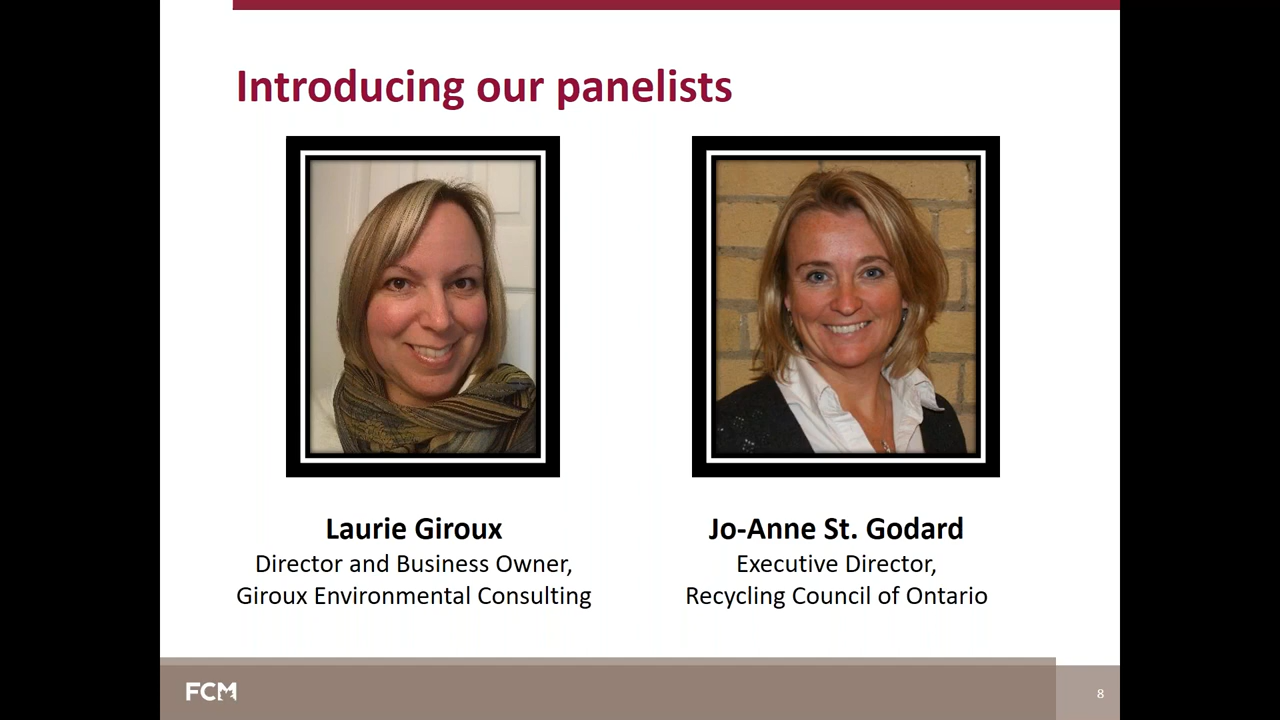 Introducing our panelists
Laurie Giroux
Director and Business Owner,
Giroux Environmental Consulting
Jo-Anne St. Godard
Executive Director,
Recycling Council of Ontario
FCM
8